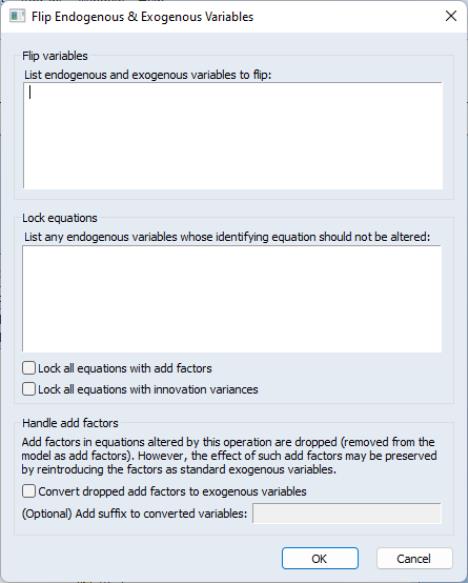 Flip Endogenous & Exogenous Variables
Flip variables
List endogenous and exogenous variables to flip:
Lock equations
List any endogenous variables whose identifying equation should not be altered:
Lock all equations with add factors
Lock all equations with innovation variances
Handle add factors
Add factors in equations altered by this operation are dropped (removed from the
model as add factors). However, the effect of such add factors may be preserved
by reintroducing the factors as standard exogenous variables.
Convert dropped add factors to exogenous variables
(Optional) Add suffix to converted variables:
OK
Cancel